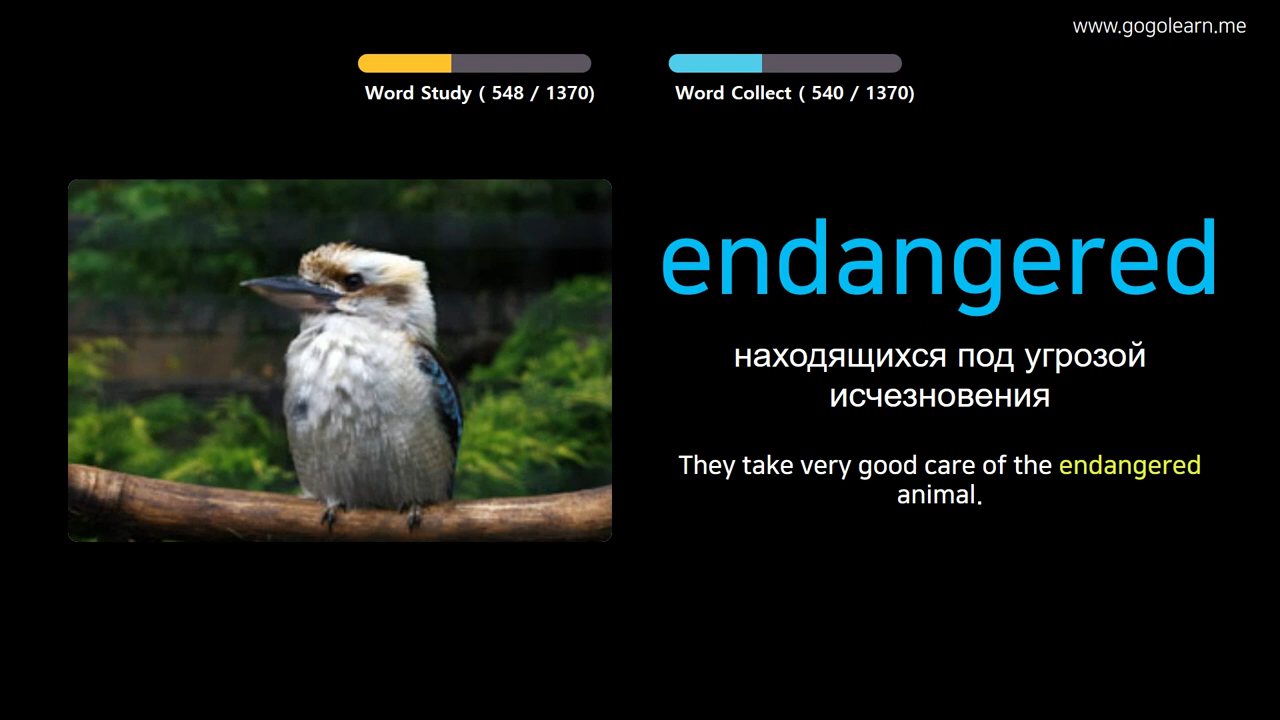 www.gogolearn.me
Word Study ( 548 / 1370)
Word Collect ( 540 / 1370)
endangered
находящихся под угрозой
исчезновения
They take very good care of the endangered
animal.